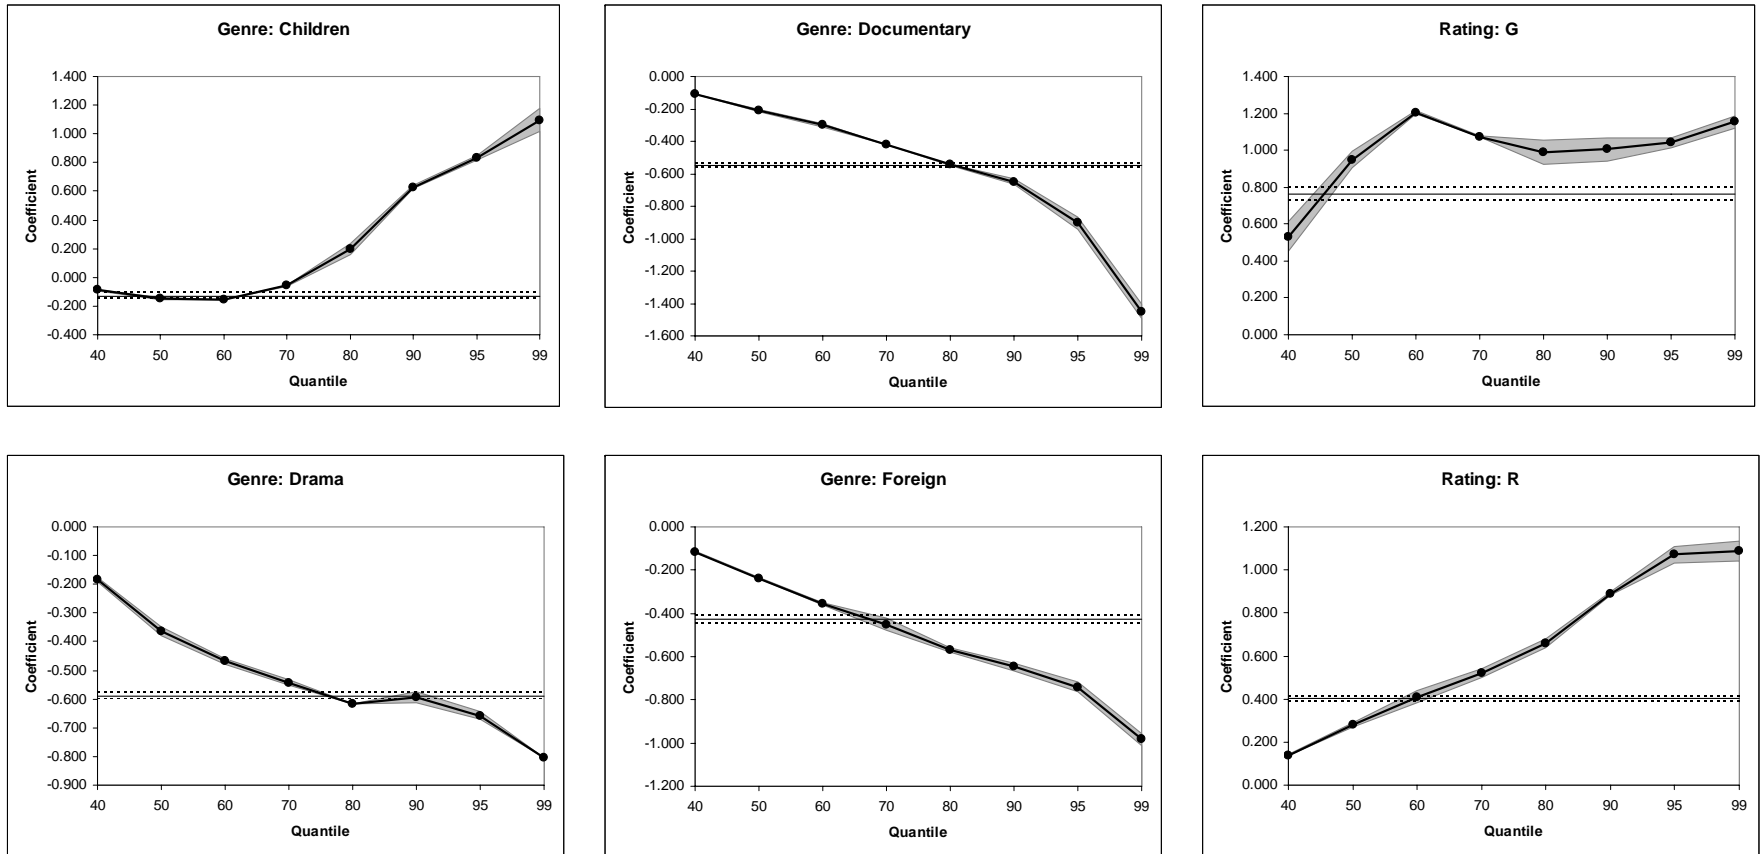 Genre: Children
1.400
1.200
1.000
0.800
0.600
0.400
0.200
0.000
-0.200
-0.400
Coefficient
40 50 60 70 80 90 95 99
Quantile
Genre: Documentary
0.000
-0.200
-0.400
-0.600
-0.800
-1.000
-1.200
-1.400
-1.600
Coefficient
40 50 60 70 80 90 95 99
Quantile
Rating: G
1.400
1.200
1.000
0.800
0.600
0.400
0.200
0.000
Coefficient
40 50 60 70 80 90 95 99
Quantile
Genre: Drama
0.000
-0.100
-0.200
-0.300
-0.400
-0.500
-0.600
-0.700
-0.800
-0.900
Coefficient
40 50 60 70 80 90 95 99
Quantile
Genre: Foreign
0.000
-0.200
-0.400
-0.600
-0.800
-1.000
-1.200
Coefficient
40 50 60 70 80 90 95 99
Quantile
Rating: R
1.200
1.000
0.800
0.600
0.400
0.200
0.000
Coefficient
40 50 60 70 80 90 95 99
Quantile